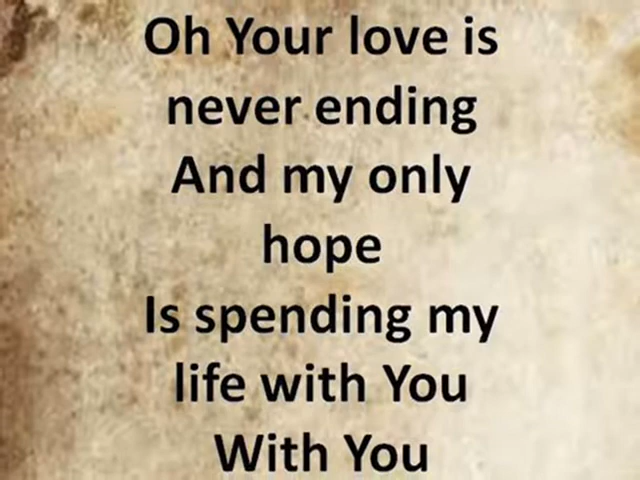 Oh Your love is
never ending
And my only
hope
Is spending my
life with You
With You